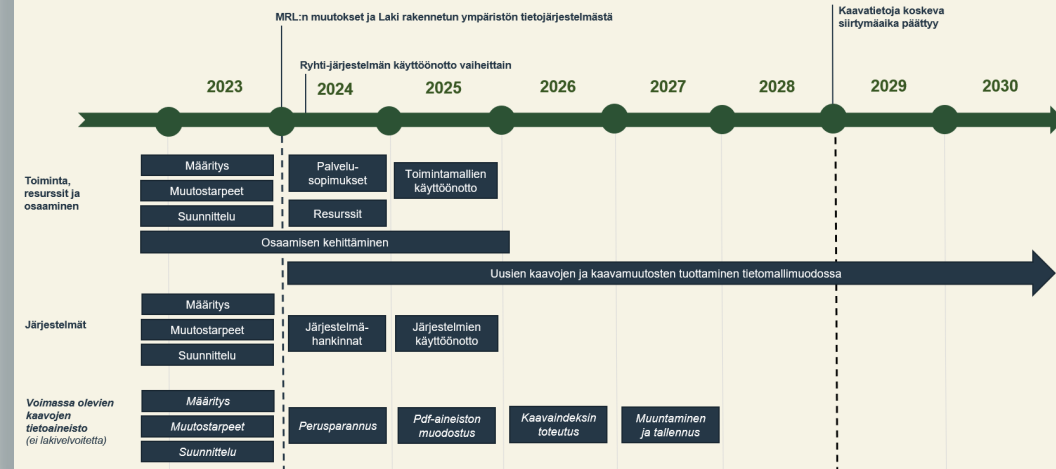 MRL:n muutokset ja Laki rakennetun ympäristön tietojärjestelmästä
Kaavatietoja koskeva
siirtymäaika päättyy
Ryhti-järjestelmän käyttöönotto vaiheittain
2023
2024
2025
2026
2027
2028
2029
2030
Toiminta,
resurssit ja
osaaminen
Määritys
Muutostarpeet
Suunnittelu
Palvelu-
sopimukset
Resurssit
Toimintamallien
käyttöönotto
Osaamisen kehittäminen
Uusien kaavojen ja kaavamuutosten tuottaminen tietomallimuodossa
Järjestelmät
Määritys
Muutostarpeet
Suunnittelu
Järjestelmä-
hankinnat
Järjestelmien
käyttöönotto
Voimassa olevien
kaavojen
tietoaineisto
(ei lakivelvoitetta)
Määritys
Muutostarpeet
Suunnittelu
Perusparannus
Pdf-aineiston
muodostus
Kaavaindeksin
toteutus
Muuntaminen
ja tallennus